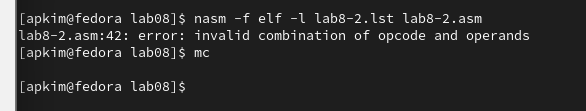 [apkim@fedora lab08]$ nasm -f elf -l lab8-2.lst lab8-2.asm
lab8-2.asm:42: error: invalid combination of opcode and operands
[apkim@fedora lab08]$ mc
[apkim@fedora lab08]$